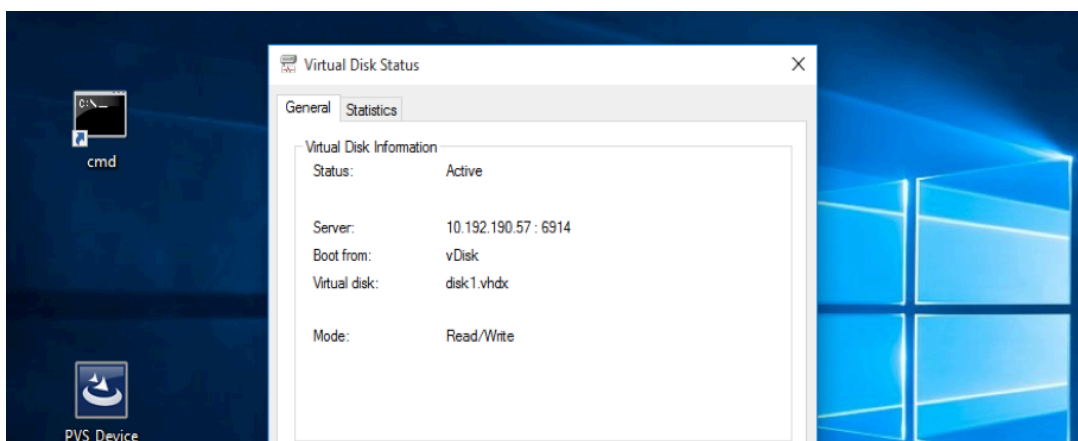 Virtual Disk Status
General Statistics
C:\_
cmd
Virtual Disk Information
Status: Active
Server: 10.192.190.57 : 6914
Boot from: vDisk
Virtual disk: disk1.vhdx
Mode: Read/Write
PVS Device